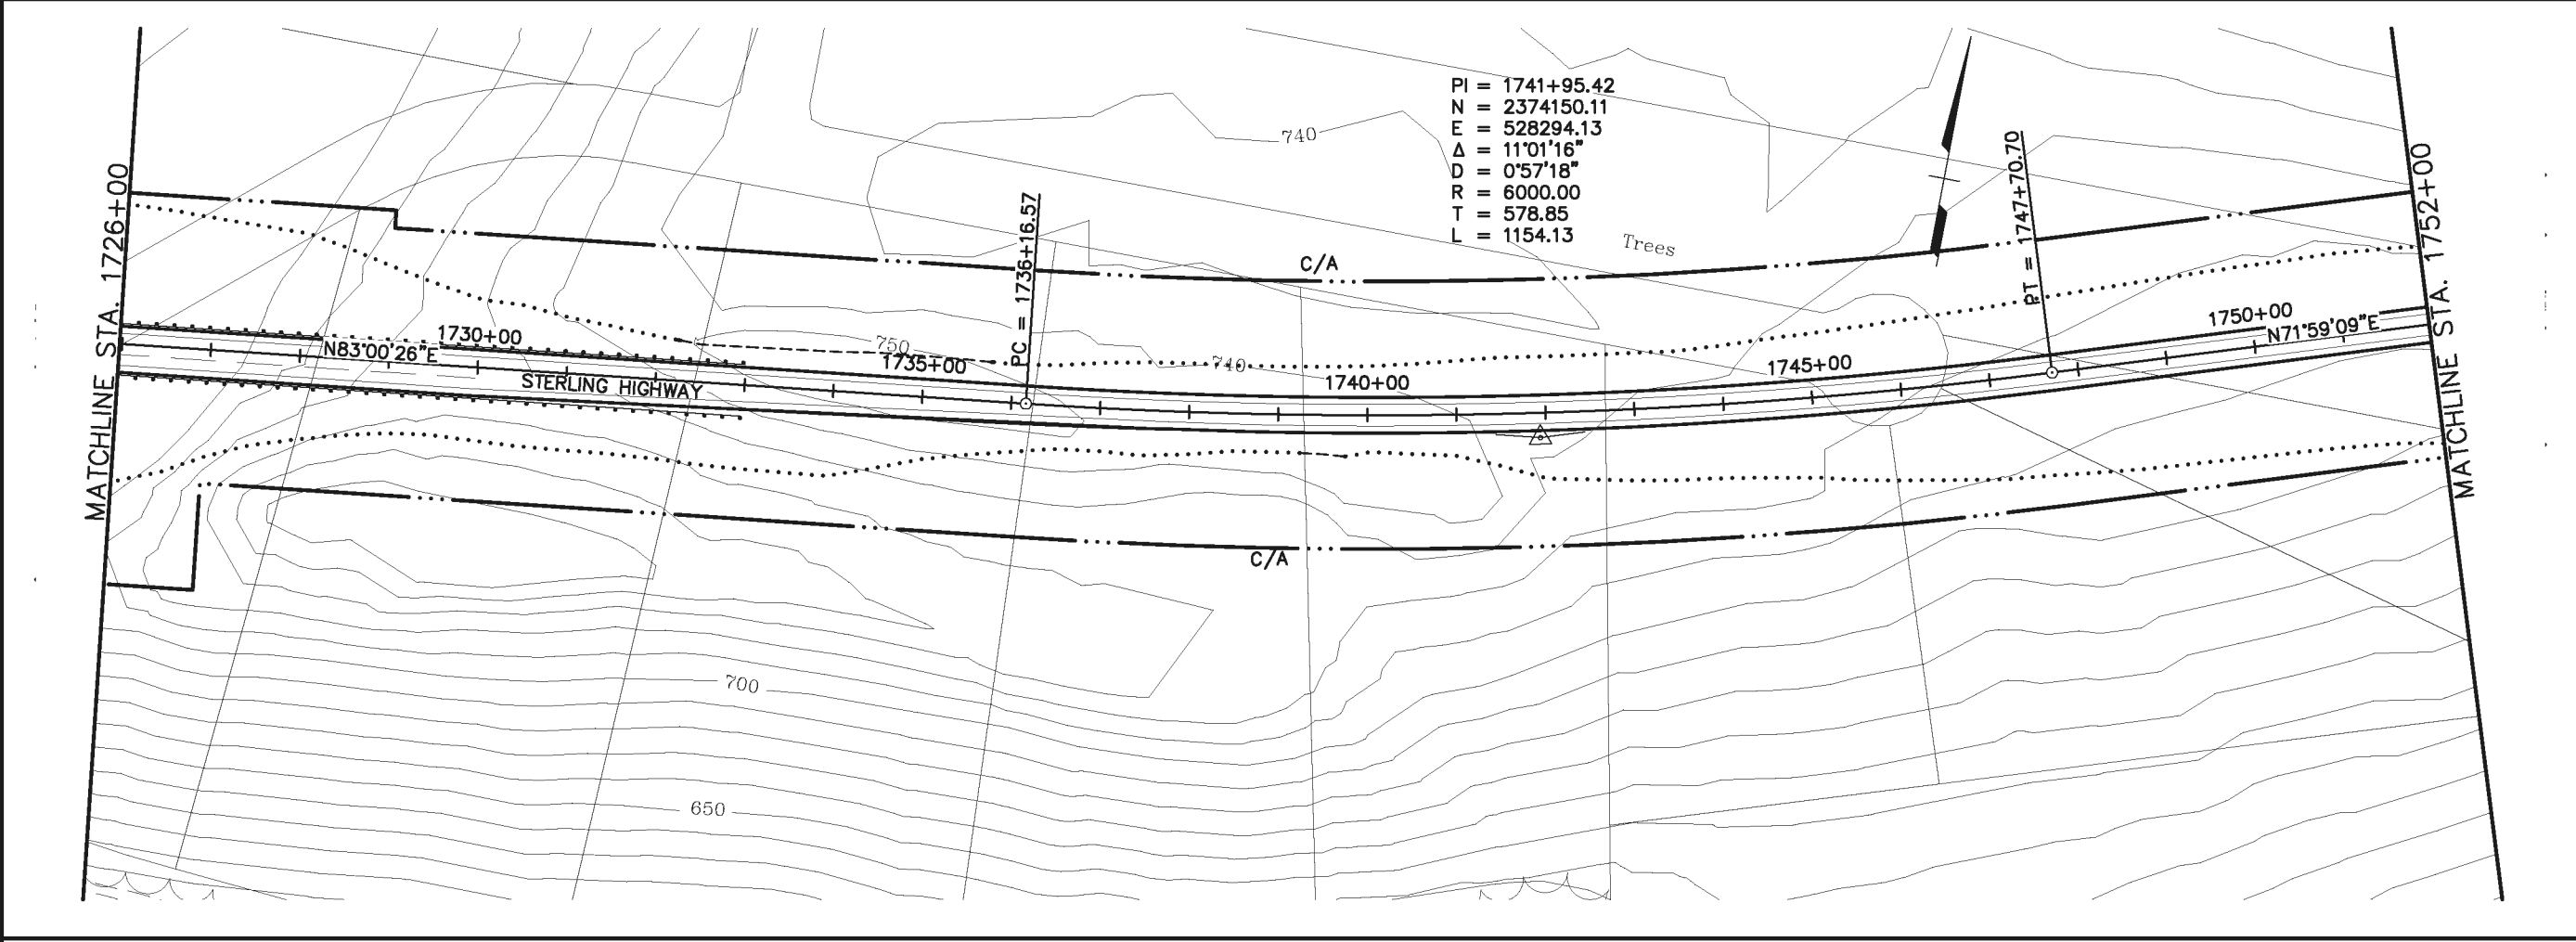 PI = 1741+95.42
N = 2374150.11
E = 528294.13
Δ = 11°01'16"
D = 0°57'18"
R = 6000.00
T = 578.85
L = 1154.13
740
Trees
MATCHLINE STA. 1726+00
PC = 1736+16.57
C/A
PT = 1747+70.70
MATCHLINE STA. 1752+00
1730+00
N83°00'26"E
STERLING HIGHWAY
750
1735+00
740
1740+00
1745+00
1750+00
N71°59'09"E
C/A
700
650